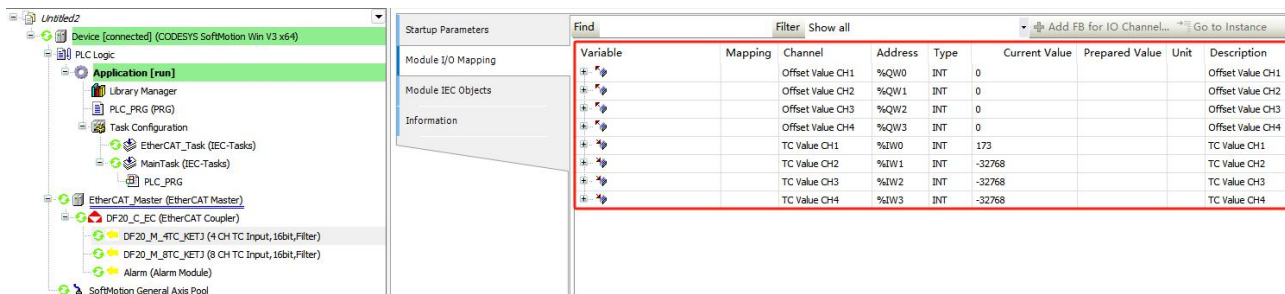 Untitled2
Device [connected] (CODESYS SoftMotion Win V3 x64)
PLC Logic
Application [run]
Library Manager
PLC_PRG (PRG)
Task Configuration
EtherCAT_Task (IEC-Tasks)
MainTask (IEC-Tasks)
PLC_PRG
EtherCAT_Master (EtherCAT Master)
DF20_C_EC (EtherCAT Coupler)
DF20_M_4TC_KETJ (4 CH TC Input,16bit,Filter)
DF20_M_8TC_KETJ (8 CH TC Input,16bit,Filter)
Alarm (Alarm Module)
SoftMotion General Axis Pool
Startup Parameters
Module I/O Mapping
Module IEC Objects
Information
Find Filter Show all Add FB for IO Channel... Go to Instance
Variable Mapping Channel Address Type Current Value Prepared Value Unit Description
Offset Value CH1 %QW0 INT 0 Offset Value CH1
Offset Value CH2 %QW1 INT 0 Offset Value CH2
Offset Value CH3 %QW2 INT 0 Offset Value CH3
Offset Value CH4 %QW3 INT 0 Offset Value CH4
TC Value CH1 %IW0 INT 173 TC Value CH1
TC Value CH2 %IW1 INT -32768 TC Value CH2
TC Value CH3 %IW2 INT -32768 TC Value CH3
TC Value CH4 %IW3 INT -32768 TC Value CH4